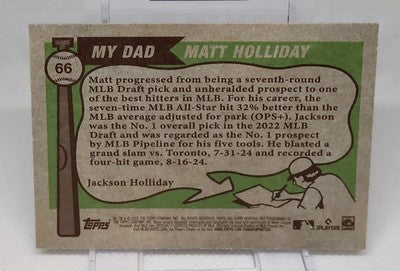 MY DAD MATT HOLLIDAY
66
Matt progressed from being a seventh-round
MLB Draft pick and unheralded prospect to one
of the best hitters in MLB. For his career, the
seven-time MLB All-Star hit 32% better than the
MLB average adjusted for park (OPS+). Jackson
was the No. 1 overall pick in the 2022 MLB
Draft and was regarded as the No. 1 prospect
by MLB Pipeline for his five tools. He blasted a
grand slam vs. Toronto, 7-31-24 and recorded a
four-hit game, 8-16-24.
Jackson Holliday
TOPPS
PLAYERS